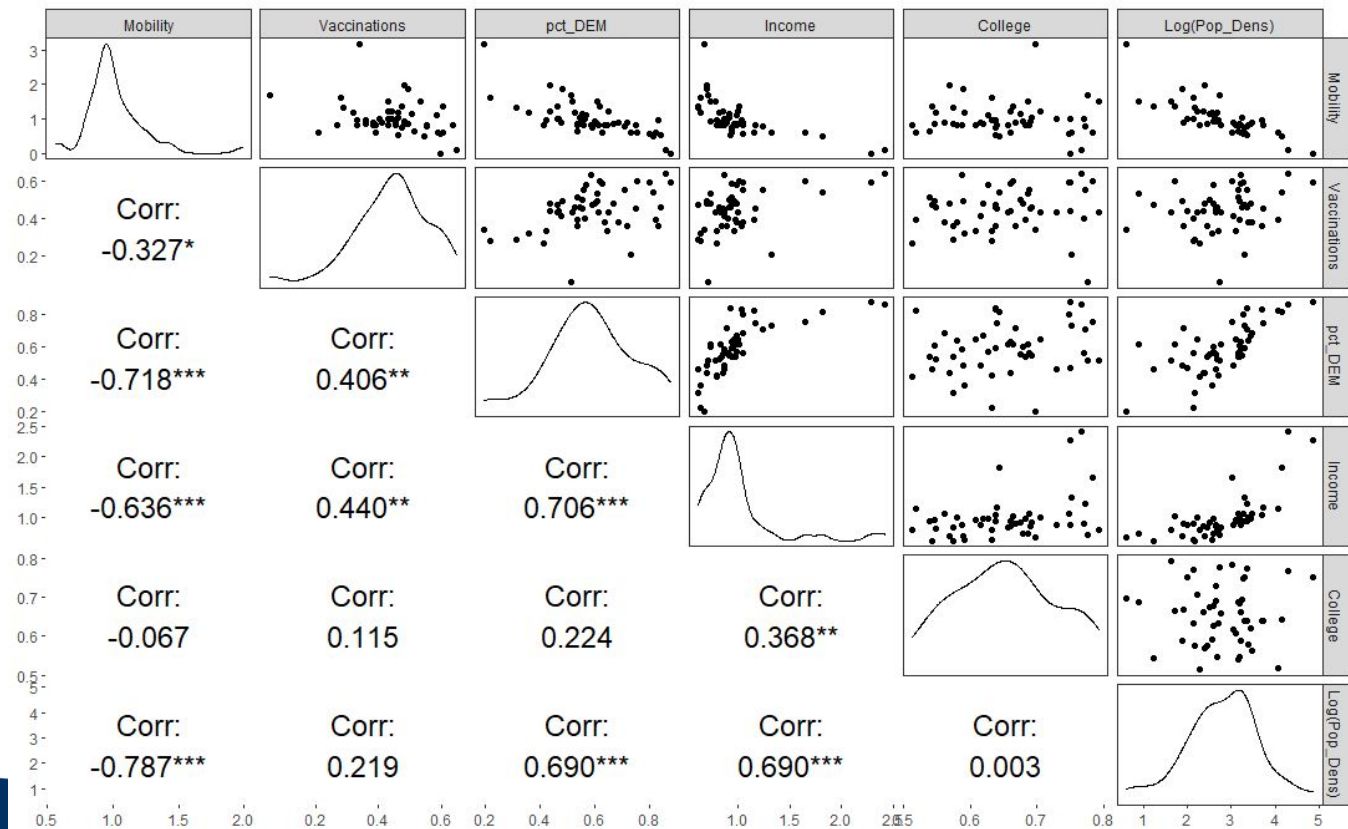 Mobility Vaccinations pct_DEM Income College Log(Pop_Dens)
3
2
1
0
Mobility
0.6
0.4
0.2
Corr:
-0.327*
Vaccinations
0.8
0.6
0.4
0.2
Corr: Corr:
-0.718*** 0.406**
pct_DEM
2.5
2.0
1.5
1.0
Corr: Corr: Corr:
-0.636*** 0.440** 0.706***
Income
0.8
0.7
0.6
0.5
Corr: Corr: Corr: Corr:
-0.067 0.115 0.224 0.368**
College
5
4
3
2
1
Corr: Corr: Corr: Corr: Corr:
-0.787*** 0.219 0.690*** 0.690*** 0.003
Log(Pop_Dens)
0.5 1.0 1.5 2.0 0.2 0.4 0.6 0.2 0.4 0.6 0.8 1.0 1.5 2.0 0.6 0.7 0.8 1 2 3 4 5